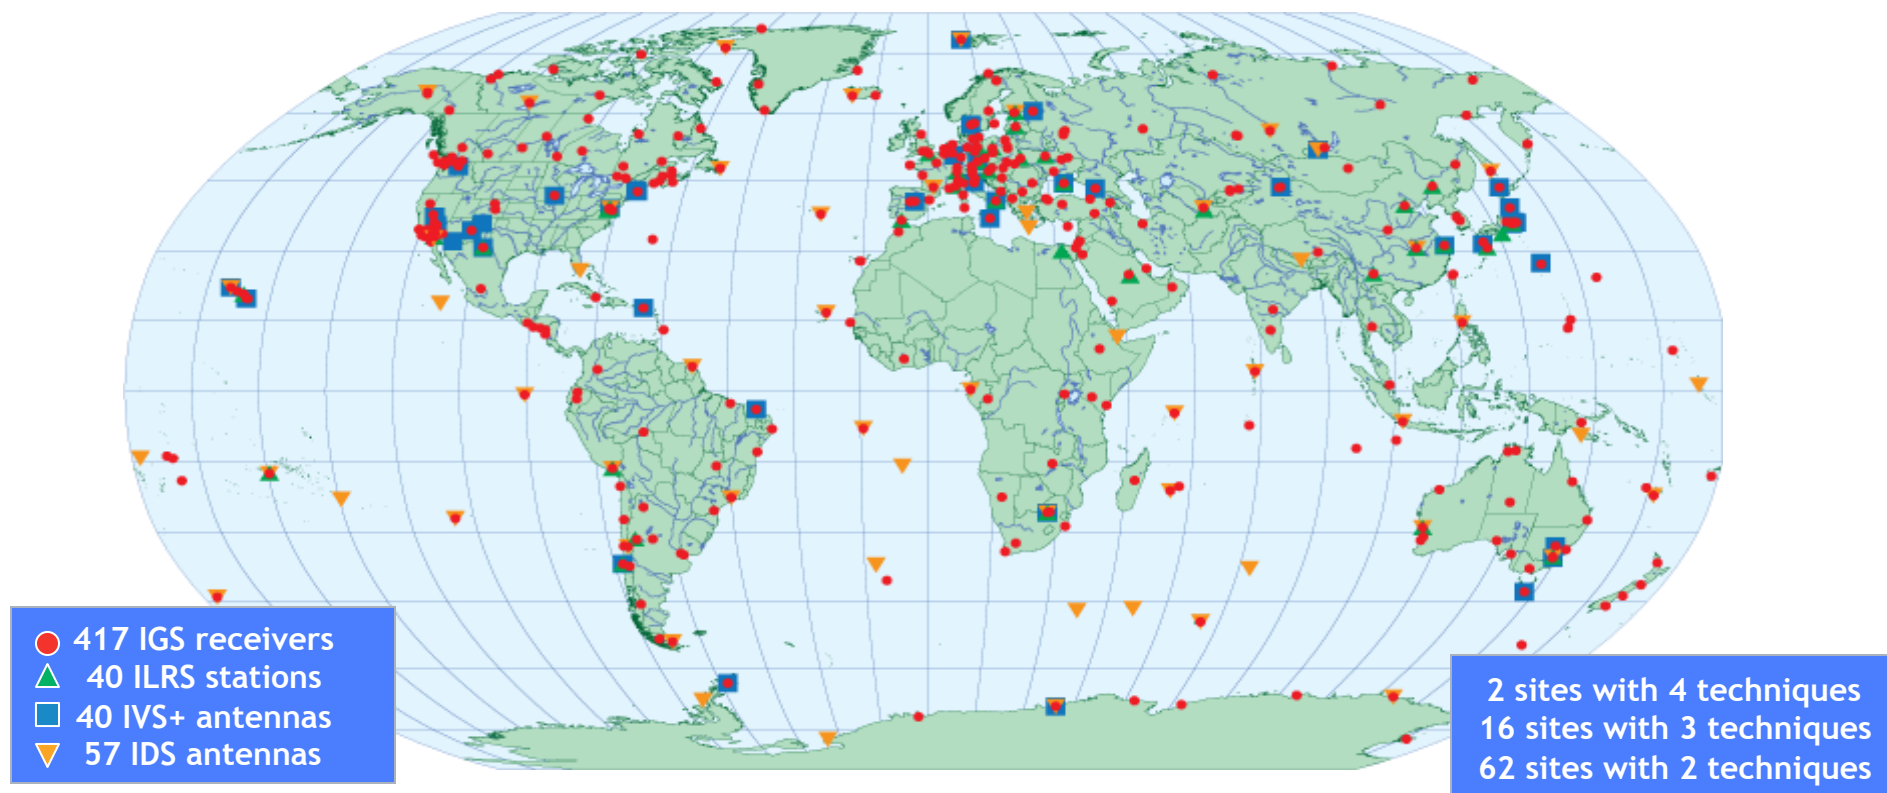 417 IGS receivers
40 ILRS stations
40 IVS+ antennas
57 IDS antennas
2 sites with 4 techniques
16 sites with 3 techniques
62 sites with 2 techniques